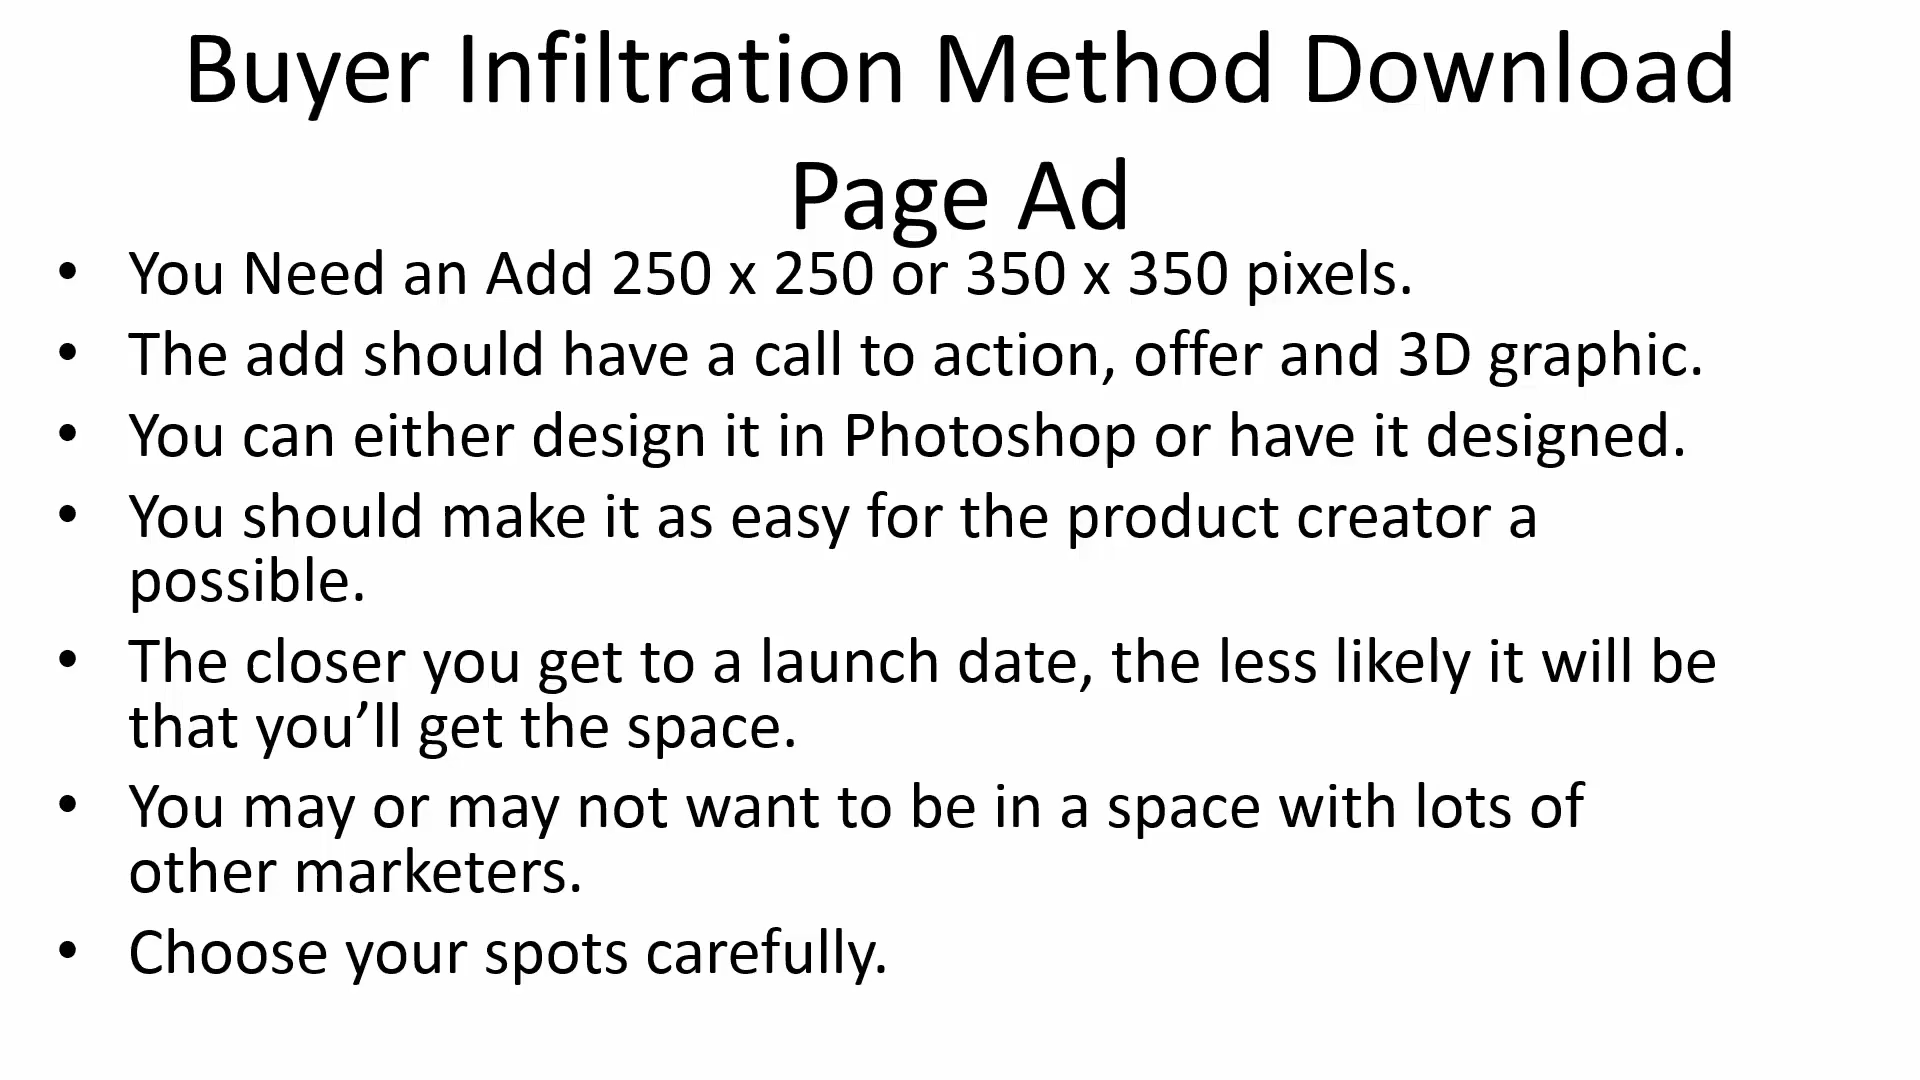 Buyer Infiltration Method Download
Page Ad
• You Need an Add 250 x 250 or 350 x 350 pixels.
• The add should have a call to action, offer and 3D graphic.
• You can either design it in Photoshop or have it designed.
• You should make it as easy for the product creator a
possible.
• The closer you get to a launch date, the less likely it will be
that you’ll get the space.
• You may or may not want to be in a space with lots of
other marketers.
• Choose your spots carefully.